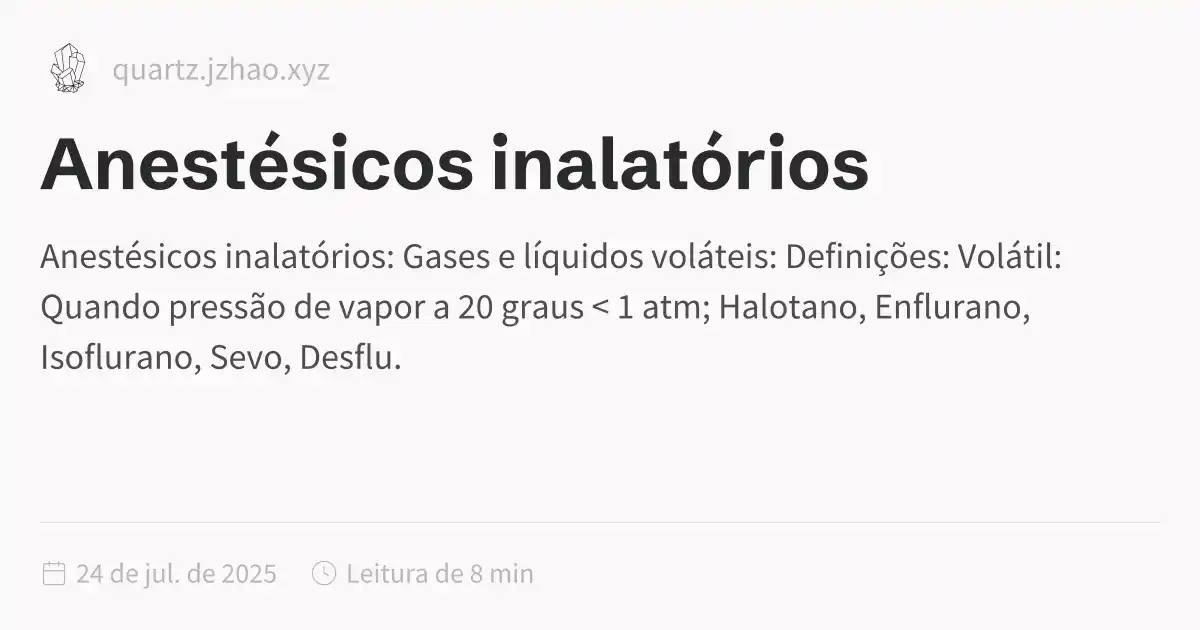 quartz.jzhao.xyz
Anestésicos inalatórios
Anestésicos inalatórios: Gases e líquidos voláteis: Definições: Volátil:
Quando pressão de vapor a 20 graus < 1 atm; Halotano, Enflurano,
Isoflurano, Sevo, Desflu.
24 de jul. de 2025 Leitura de 8 min